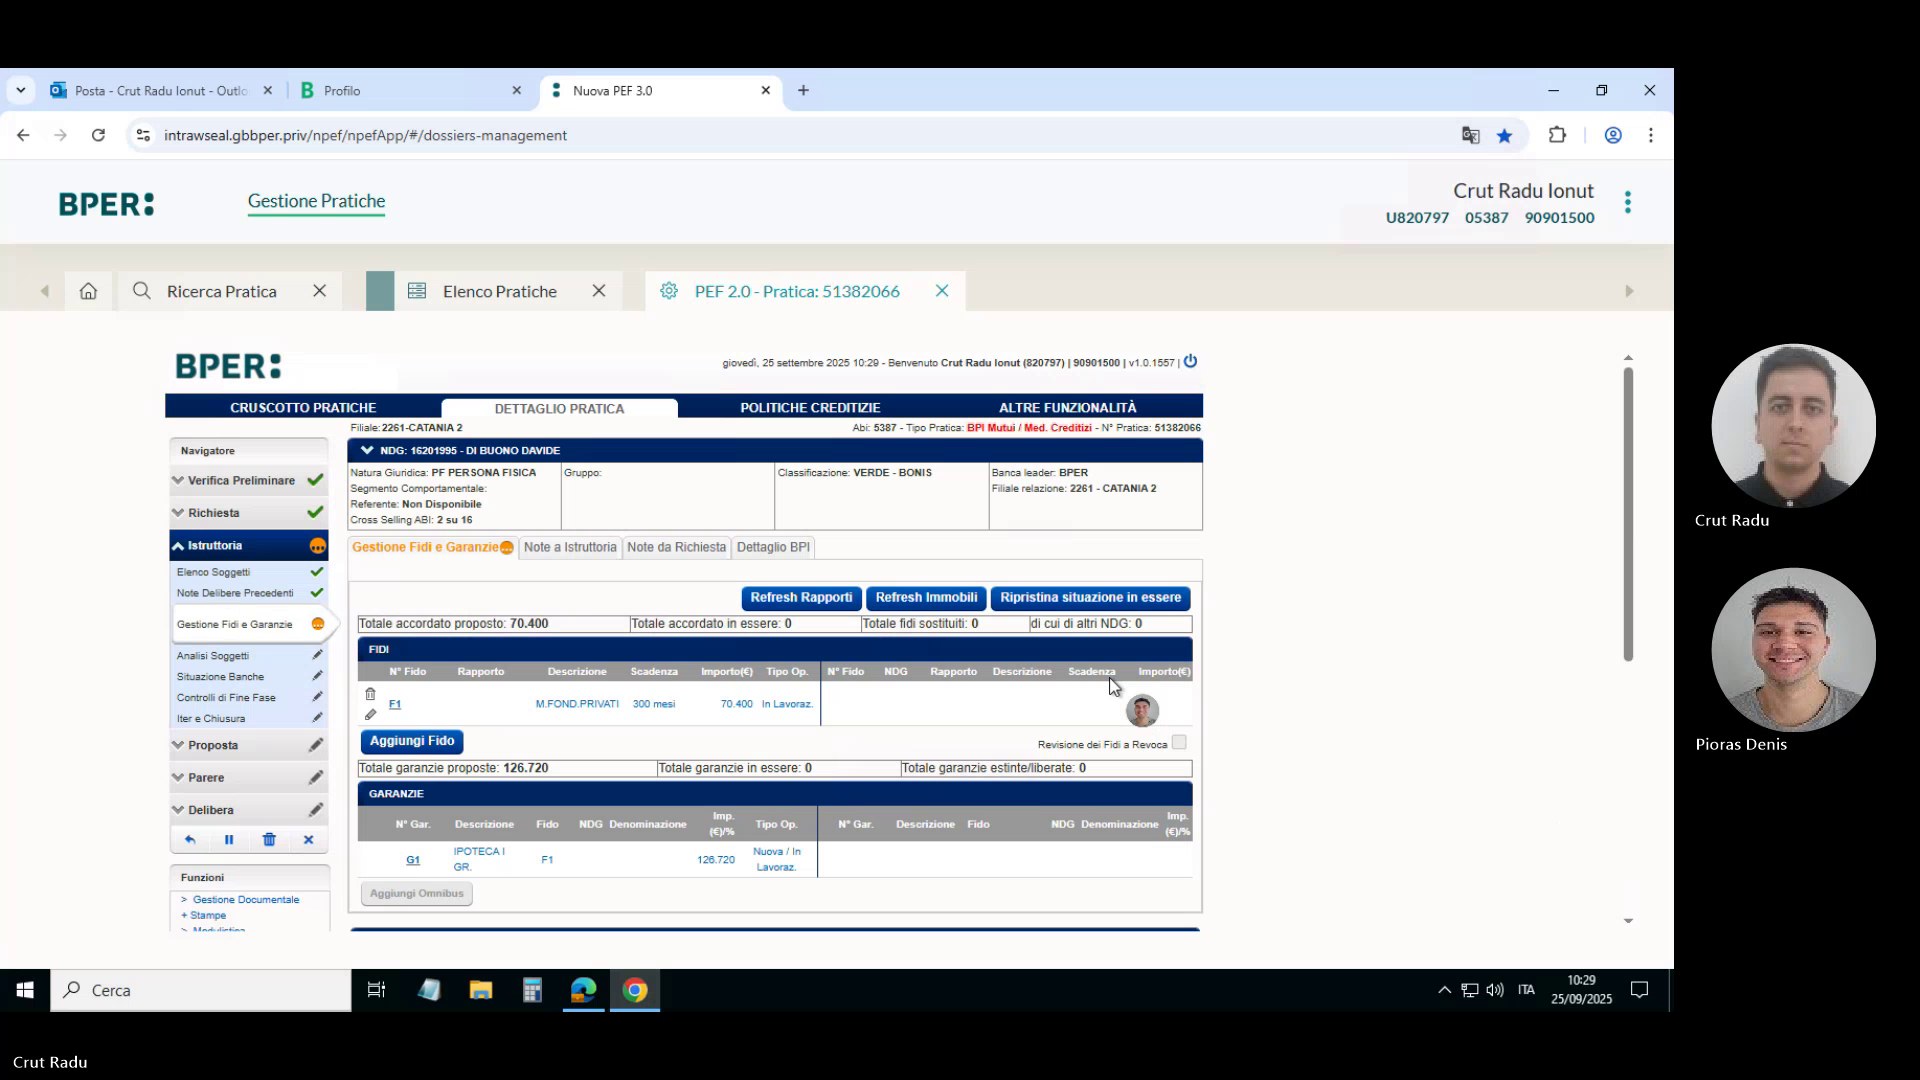 Posta - Crut Radu Ionut - Outlo
Profilo
Nuova PEF 3.0
intrawseal.gbbper.priv/npef/npefApp/#/dossiers-management
BPER:
Gestione Pratiche
Crut Radu Ionut
U820797 05387 90901500
Ricerca Pratica
Elenco Pratiche
PEF 2.0 - Pratica: 51382066
BPER:
giovedì, 25 settembre 2025 10:29 - Benvenuto Crut Radu Ionut (820797) | 90901500 | v1.0.1557 |
CRUSCOTTO PRATICHE
DETTAGLIO PRATICA
POLITICHE CREDITIZIE
ALTRE FUNZIONALITÀ
Filiale: 2261-CATANIA 2
Abi: 5387 - Tipo Pratica: BPI Mutui / Med. Creditizi - N° Pratica: 51382066
Navigatore
Verifica Preliminare
Richiesta
Istruttoria
Elenco Soggetti
Note Delibere Precedenti
Gestione Fidi e Garanzie
Analisi Soggetti
Situazione Banche
Controlli di Fine Fase
Iter e Chiusura
Proposta
Parere
Delibera
Funzioni
> Gestione Documentale
+ Stampe
> Modulistica
NDG: 16201995 - DI BUONO DAVIDE
Natura Giuridica: PF PERSONA FISICA
Segmento Comportamentale:
Referente: Non Disponibile
Cross Selling ABI: 2 su 16
Gruppo:
Classificazione: VERDE - BONIS
Banca leader: BPER
Filiale relazione: 2261 - CATANIA 2
Gestione Fidi e Garanzie
Note a Istruttoria
Note da Richiesta
Dettaglio BPI
Refresh Rapporti
Refresh Immobili
Ripristina situazione in essere
Totale accordato proposto: 70.400
Totale accordato in essere: 0
Totale fidi sostituiti: 0
di cui di altri NDG: 0
FIDI
N° Fido Rapporto Descrizione Scadenza Importo(€) Tipo Op. N° Fido NDG Rapporto Descrizione Scadenza Importo(€)
F1 M.FOND.PRIVATI 300 mesi 70.400 In Lavoraz.
Aggiungi Fido
Revisione dei Fidi a Revoca
Totale garanzie proposte: 126.720
Totale garanzie in essere: 0
Totale garanzie estinte/liberate: 0
GARANZIE
N° Gar. Descrizione Fido NDG Denominazione Imp. (€)/% Tipo Op. N° Gar. Descrizione Fido NDG Denominazione Imp. (€)/%
G1 IPOTECA I GR. F1 126.720 Nuova / In Lavoraz.
Aggiungi Omnibus
Cerca
ITA
10:29
25/09/2025
Crut Radu
Pioras Denis
Crut Radu